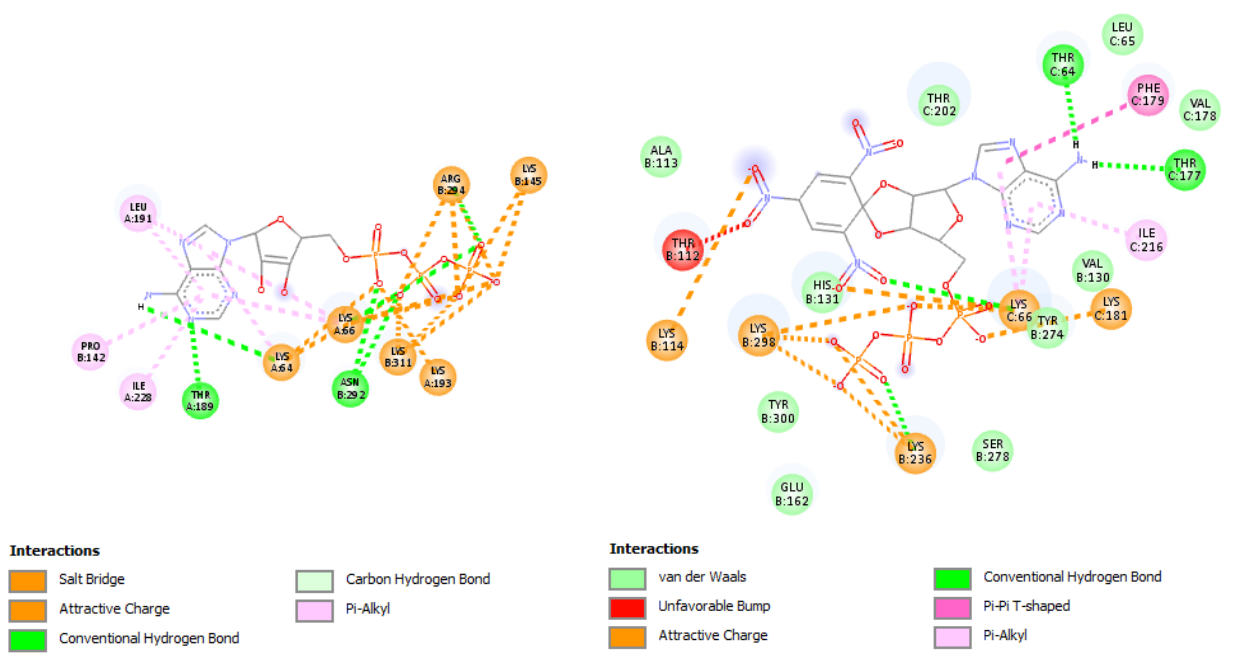 LEU
A:191
PRO
B:142
ILE
A:228
THR
A:189
LYS
A:64
LYS
A:66
ASN
B:292
LYS
B:311
LYS
A:193
ARG
B:294
LYS
B:145
N
N
N
N
N
H
O
O
O
O
O
P
O
O
O
P
O
O
O
P
O
O
O
Interactions
Salt Bridge
Attractive Charge
Conventional Hydrogen Bond
Carbon Hydrogen Bond
Pi-Alkyl
LEU
C:65
THR
C:64
PHE
C:179
VAL
C:178
THR
C:202
THR
C:177
ALA
B:113
THR
B:112
ILE
C:216
HIS
B:131
VAL
B:130
LYS
C:66
LYS
C:181
TYR
B:274
LYS
B:114
LYS
B:298
TYR
B:300
LYS
B:236
SER
B:278
GLU
B:162
Interactions
van der Waals
Unfavorable Bump
Attractive Charge
Conventional Hydrogen Bond
Pi-Pi T-shaped
Pi-Alkyl